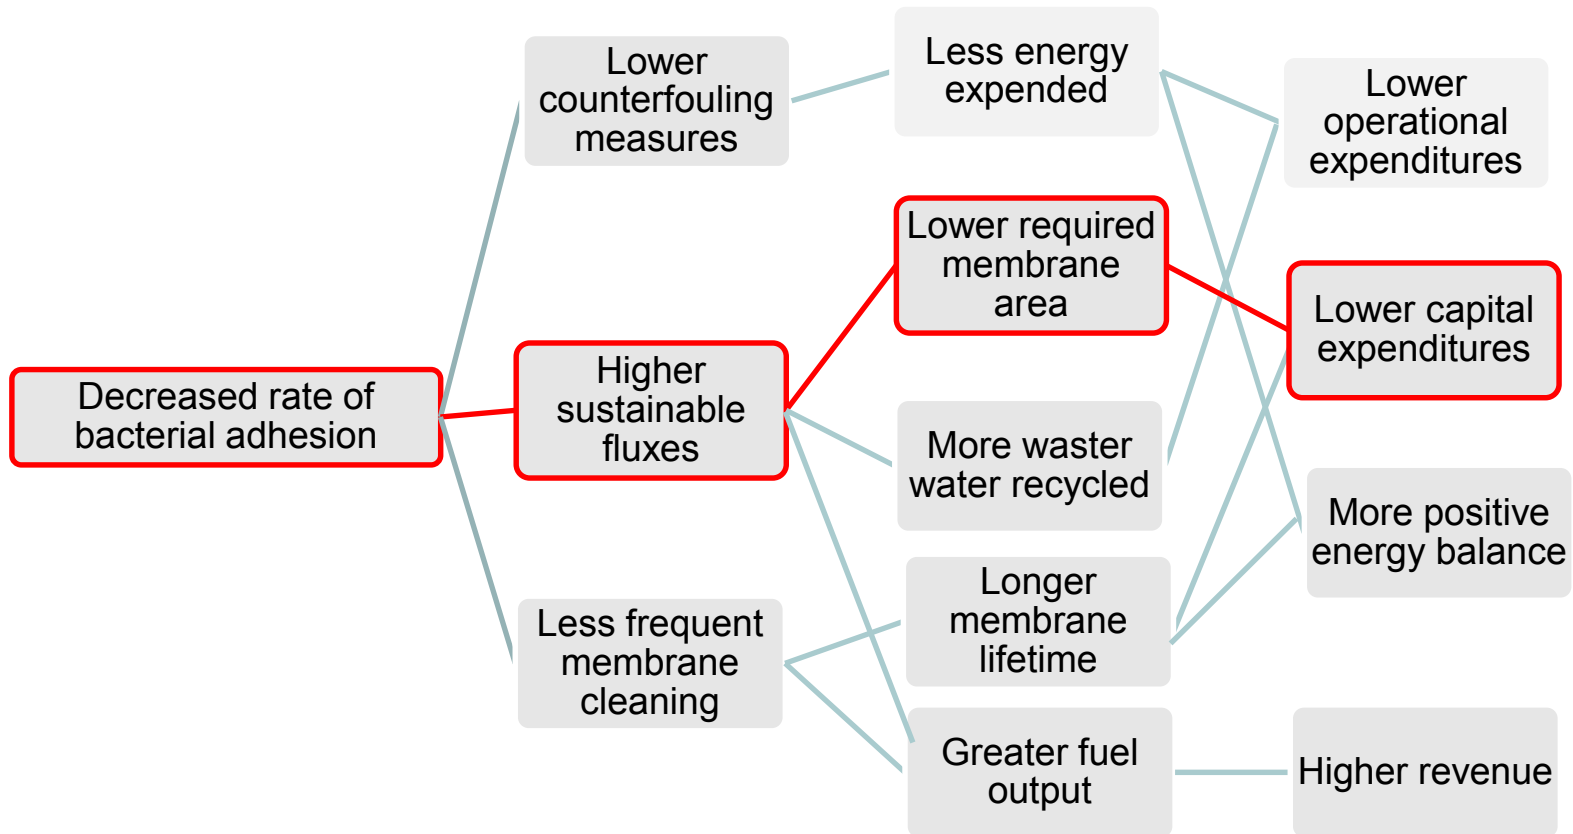 Decreased rate of
bacterial adhesion
Lower
counterfouling
measures
Higher
sustainable
fluxes
Less frequent
membrane
cleaning
Less energy
expended
Lower required
membrane
area
More waster
water recycled
Longer
membrane
lifetime
Greater fuel
output
Lower
operational
expenditures
Lower capital
expenditures
More positive
energy balance
Higher revenue